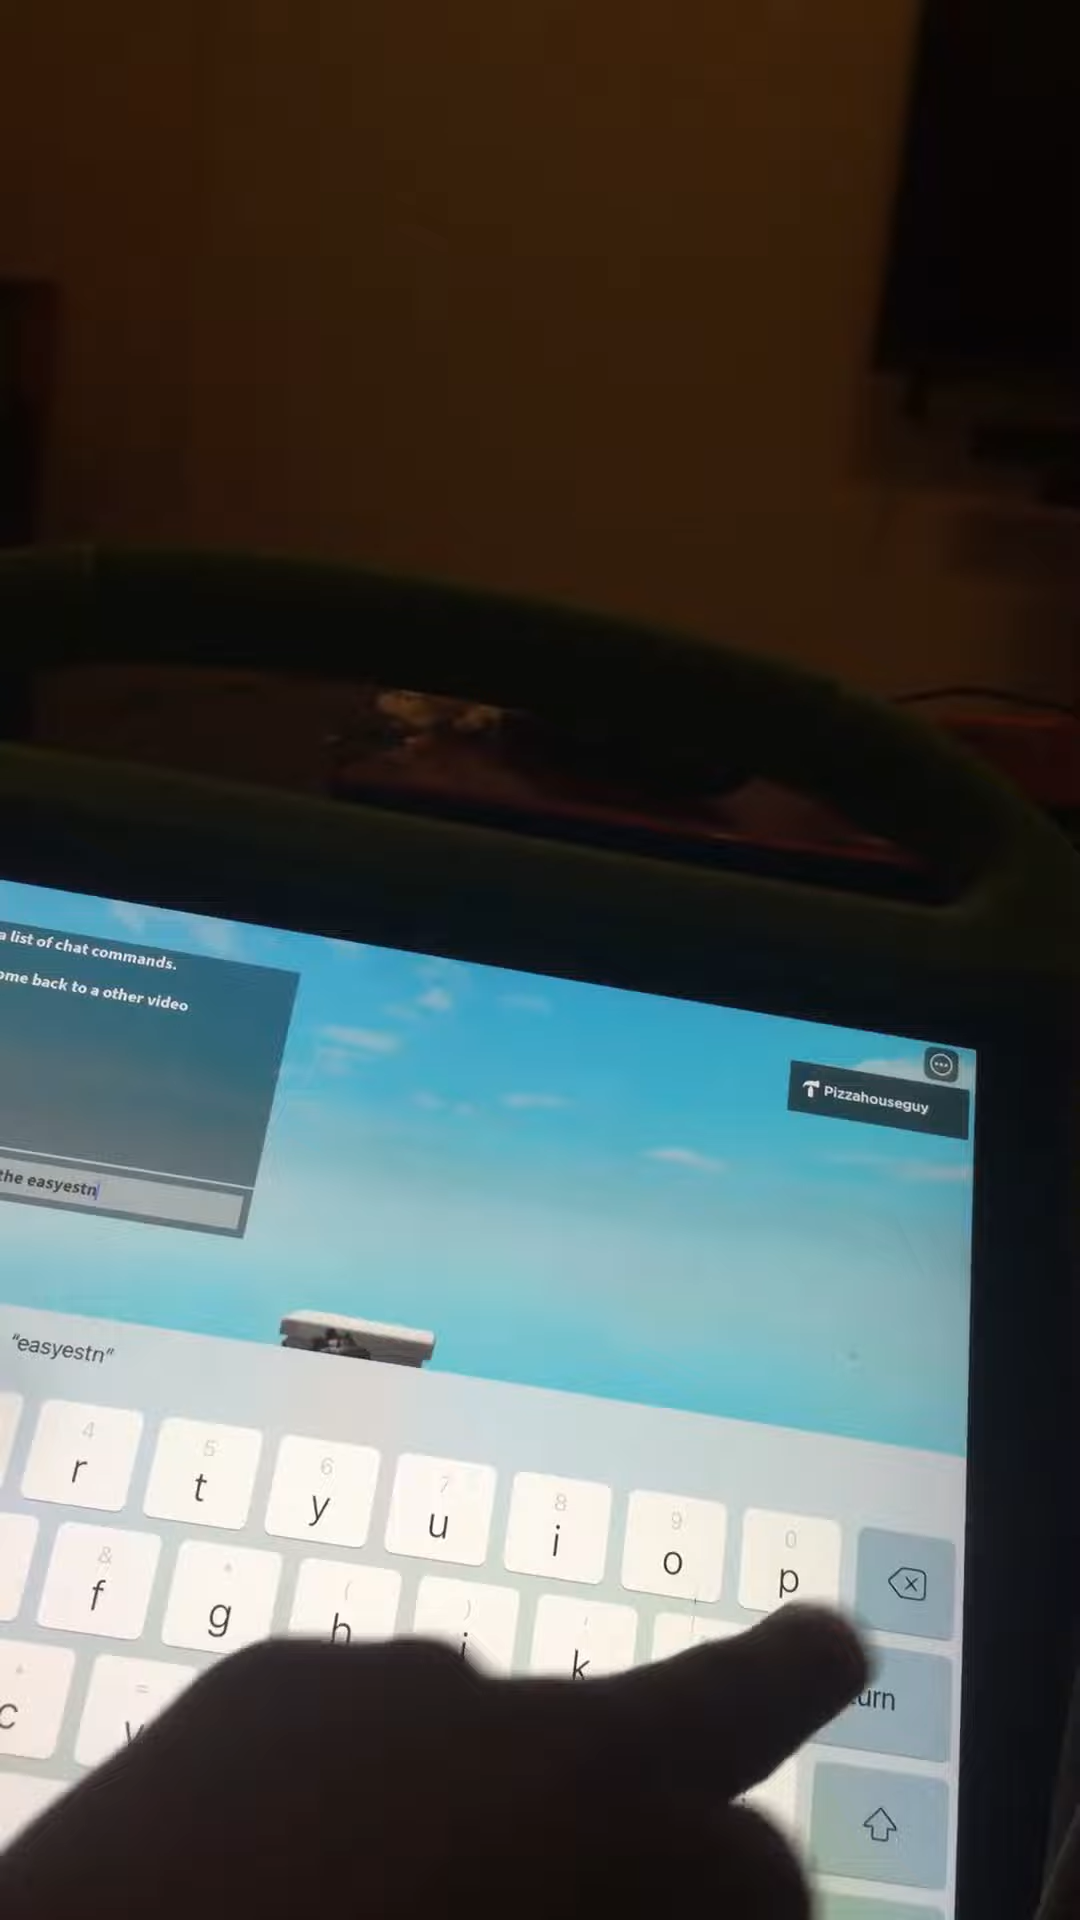 a list of chat commands.
ome back to a other video
Pizzahouseguy
the easyestn
"easyestn"
4 5 6 7 8 9 0
r t y u i o p
& * ( )
f g h j k
urn
=
c v